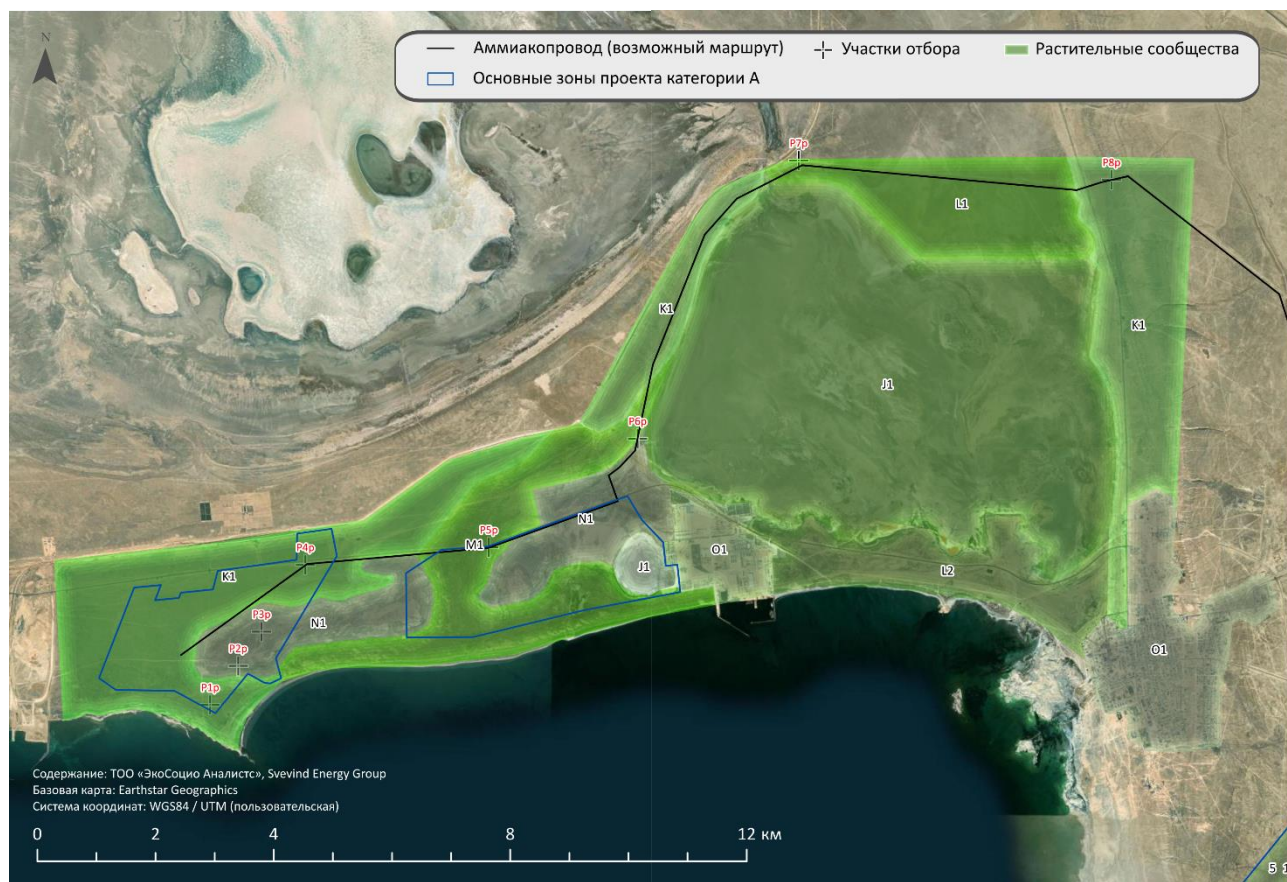 N
Аммиакопровод (возможный маршрут)
Участки отбора
Растительные сообщества
Основные зоны проекта категории А
P7p
P8p
L1
K1
K1
J1
P6p
P5p
N1
M1
P4p
O1
J1
K1
L2
P3p
N1
P2p
O1
P1p
Содержание: ТОО «ЭкоСоцио Аналистс», Svevind Energy Group
Базовая карта: Earthstar Geographics
Система координат: WGS84 / UTM (пользовательская)
0 2 4 8 12 км
5 1